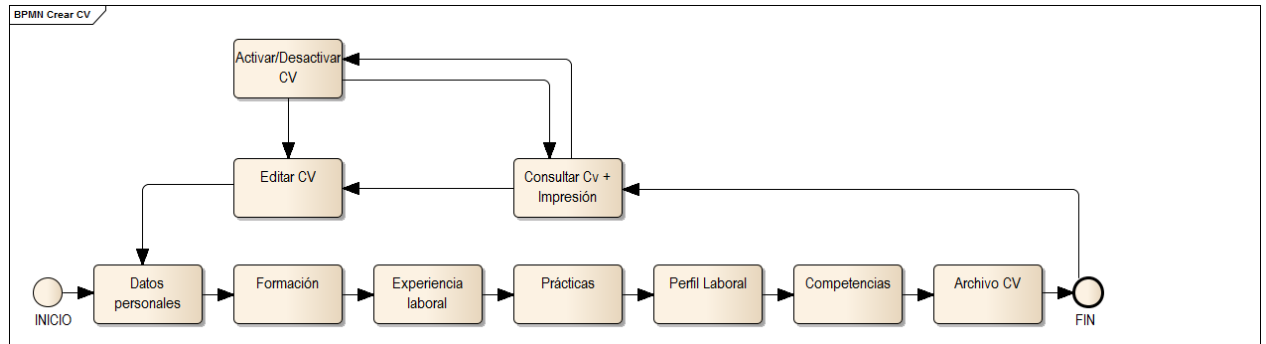 BPMN Crear CV
Activar/Desactivar
CV
Editar CV
Consultar Cv +
Impresión
Datos
personales
Formación
Experiencia
laboral
Prácticas
Perfil Laboral
Competencias
Archivo CV
INICIO
FIN